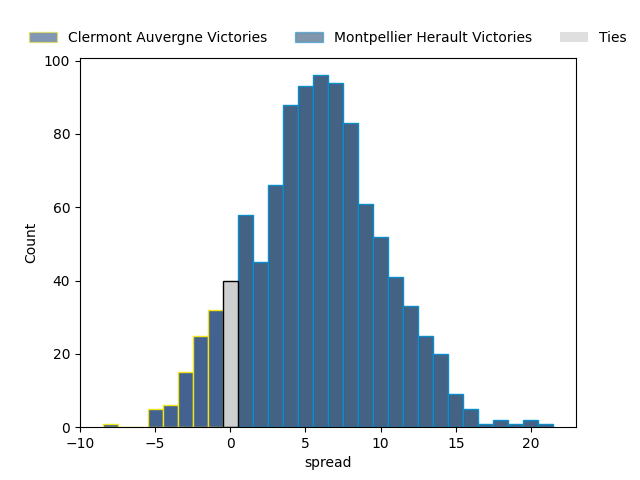 Clermont Auvergne Victories Montpellier Herault Victories Ties
100
80
60
40
20
0
Count
−10 −5 0 5 10 15 20
spread